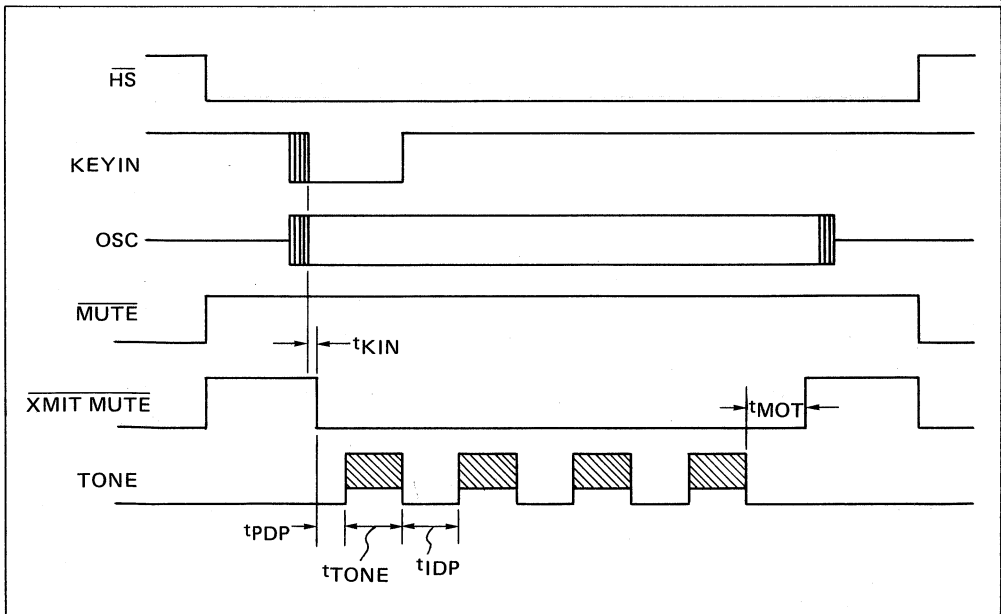 HS
KEYIN
OSC
MUTE
tKIN
XMIT MUTE
tMOT
TONE
tPDP
tTONE
tIDP